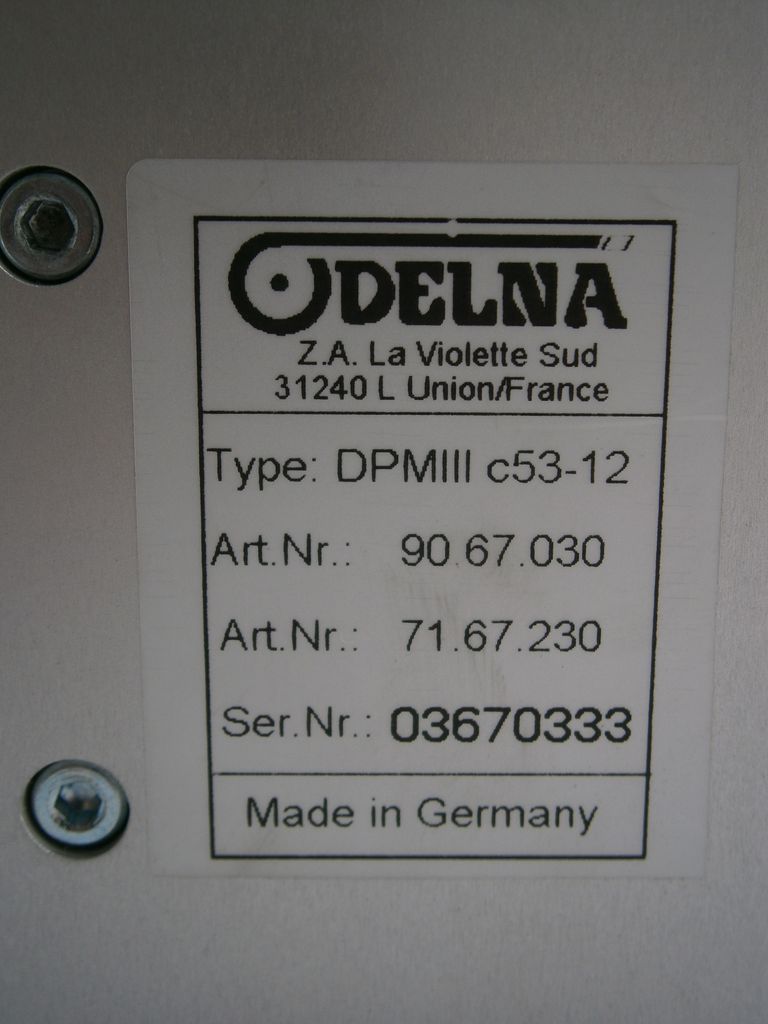 ODELNA
Z.A. La Violette Sud
31240 L Union/France
Type: DPMIII c53-12
Art.Nr.: 90.67.030
Art.Nr.: 71.67.230
Ser.Nr.: 03670333
Made in Germany